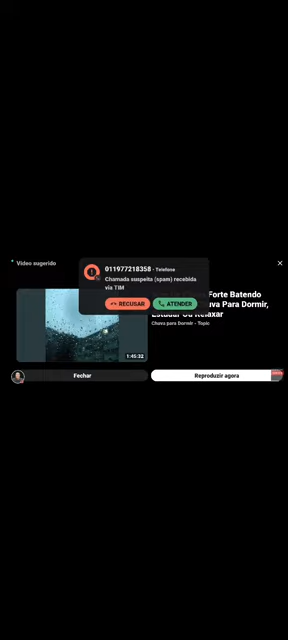 Vídeo sugerido
011977218358 • Telefone
Chamada suspeita (spam) recebida
via TIM
RECUSAR
ATENDER
Forte Batendo
uva Para Dormir,
Estudar Ou Relaxar
Chuva para Dormir - Topic
1:45:32
Fechar
Reproduzir agora